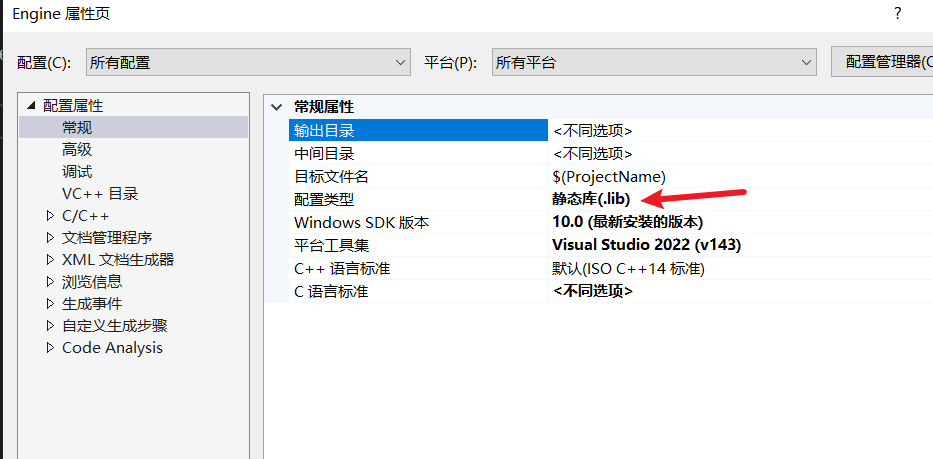 Engine 属性页
?
配置(C):
所有配置
平台(P):
所有平台
配置管理器(
配置属性
常规
高级
调试
VC++ 目录
C/C++
文档管理程序
XML 文档生成器
浏览信息
生成事件
自定义生成步骤
Code Analysis
常规属性
输出目录 <不同选项>
中间目录 <不同选项>
目标文件名 $(ProjectName)
配置类型 静态库(.lib)
Windows SDK 版本 10.0 (最新安装的版本)
平台工具集 Visual Studio 2022 (v143)
C++ 语言标准 默认(ISO C++14 标准)
C 语言标准 <不同选项>